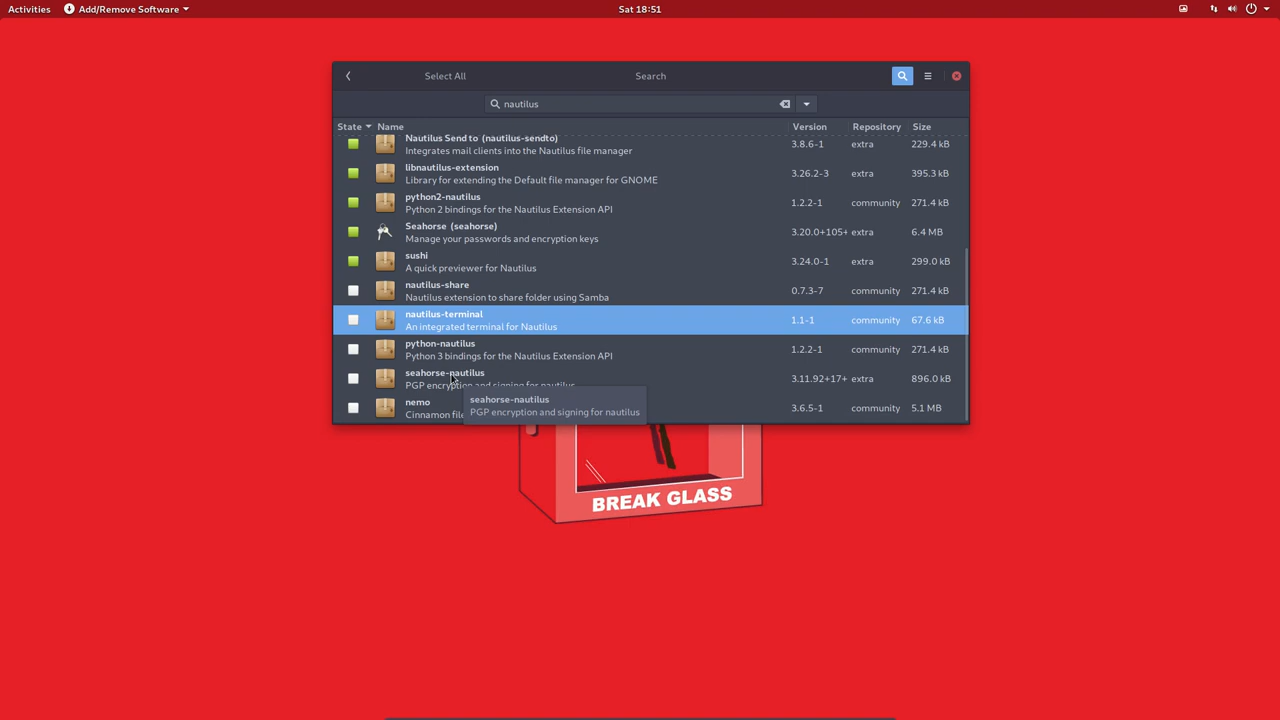 Activities
Add/Remove Software
Sat 18:51
Select All
Search
nautilus
State Name Version Repository Size
Nautilus Send to (nautilus-sendto)
Integrates mail clients into the Nautilus file manager
3.8.6-1 extra 229.4 kB
libnautilus-extension
Library for extending the Default file manager for GNOME
3.26.2-3 extra 395.3 kB
python2-nautilus
Python 2 bindings for the Nautilus Extension API
1.2.2-1 community 271.4 kB
Seahorse (seahorse)
Manage your passwords and encryption keys
3.20.0+105+ extra 6.4 MB
sushi
A quick previewer for Nautilus
3.24.0-1 extra 299.0 kB
nautilus-share
Nautilus extension to share folder using Samba
0.7.3-7 community 271.4 kB
nautilus-terminal
An integrated terminal for Nautilus
1.1-1 community 67.6 kB
python-nautilus
Python 3 bindings for the Nautilus Extension API
1.2.2-1 community 271.4 kB
seahorse-nautilus
PGP encryption and signing for nautilus
3.11.92+17+ extra 896.0 kB
nemo
Cinnamon file
3.6.5-1 community 5.1 MB
seahorse-nautilus
PGP encryption and signing for nautilus
BREAK GLASS